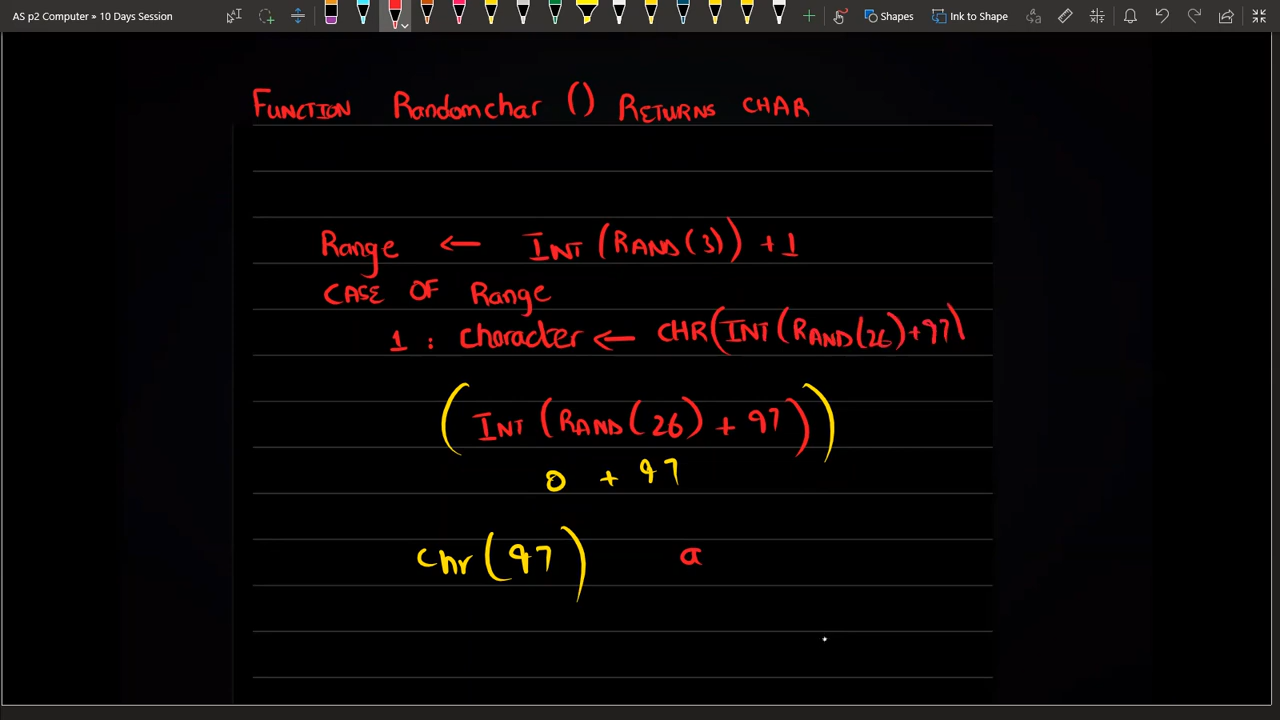 AS p2 Computer » 10 Days Session
Shapes
Ink to Shape
FUNCTION Randomchar () RETURNS CHAR
Range ← INT (RAND(3)) + 1
CASE OF Range
1 : character ← CHR(INT(RAND(26)+97)
(INT (RAND(26) + 97))
0 + 97
Chr (97) a